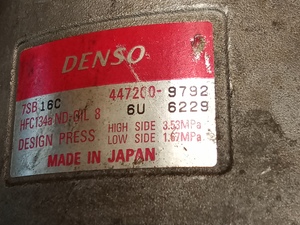 DENSO
7SB16C 447200-9792
HFC134a ND-OIL 8 6U 6229
DESIGN PRESS. HIGH SIDE 3.53MPa
LOW SIDE 1.67MPa
MADE IN JAPAN